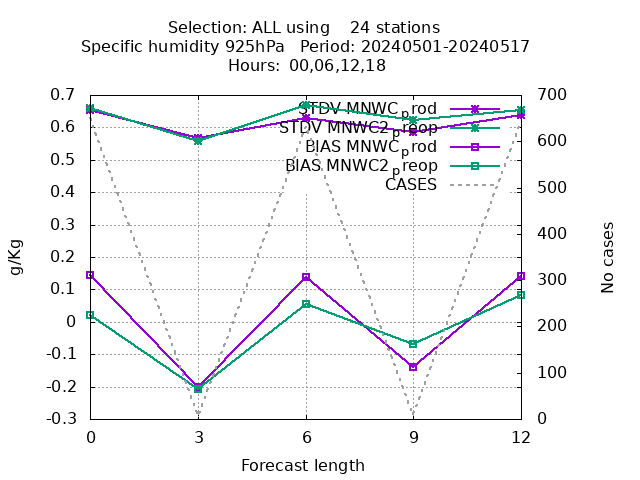 Selection: ALL using 24 stations
Specific humidity 925hPa Period: 20240501-20240517
Hours: 00,06,12,18
0.7
0.6
0.5
0.4
0.3
0.2
0.1
0
-0.1
-0.2
-0.3
g/Kg
STDV MNWC_prod
STDV MNWC2_preop
BIAS MNWC_prod
BIAS MNWC2_preop
CASES
700
600
500
400
300
200
100
0
No cases
0 3 6 9 12
Forecast length